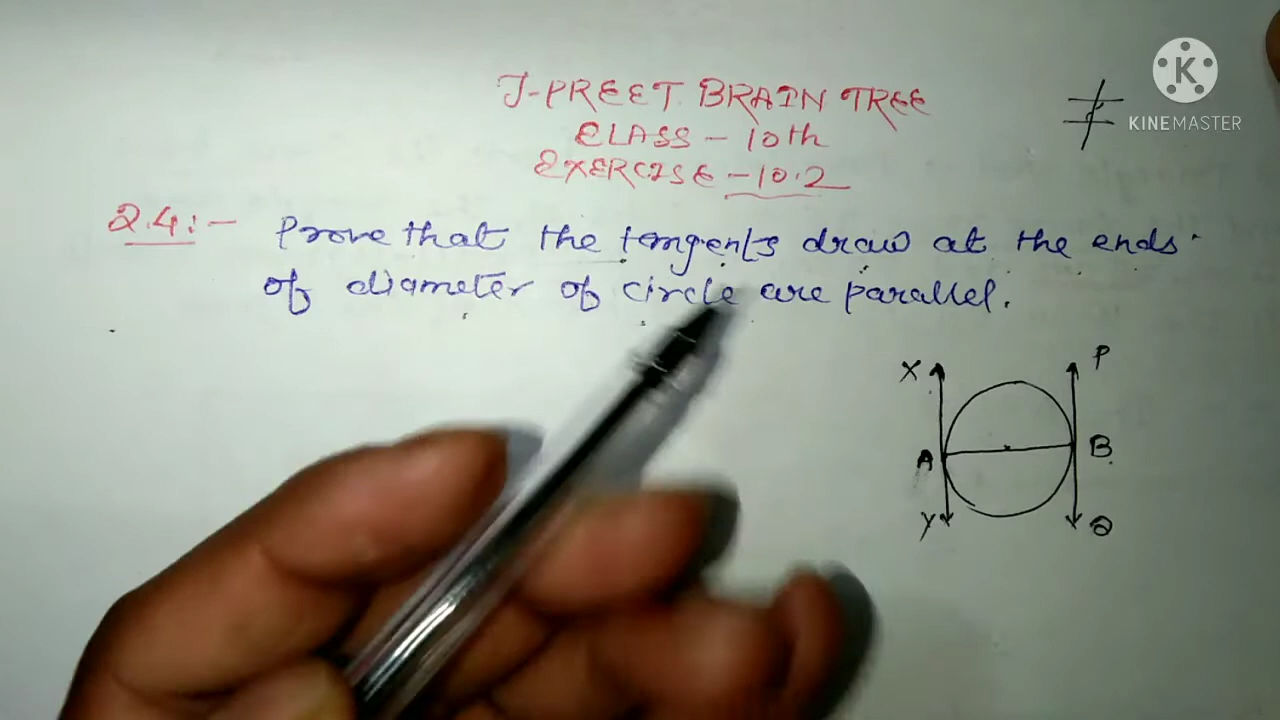 J-PREET BRAIN TREE
CLASS - 10th
EXERCISE - 10.2
Q.4:- Prove that the tangents draw at the ends
of diameter of circle are parallel.
K
KINEMASTER
X
P
A
B
Y
Q